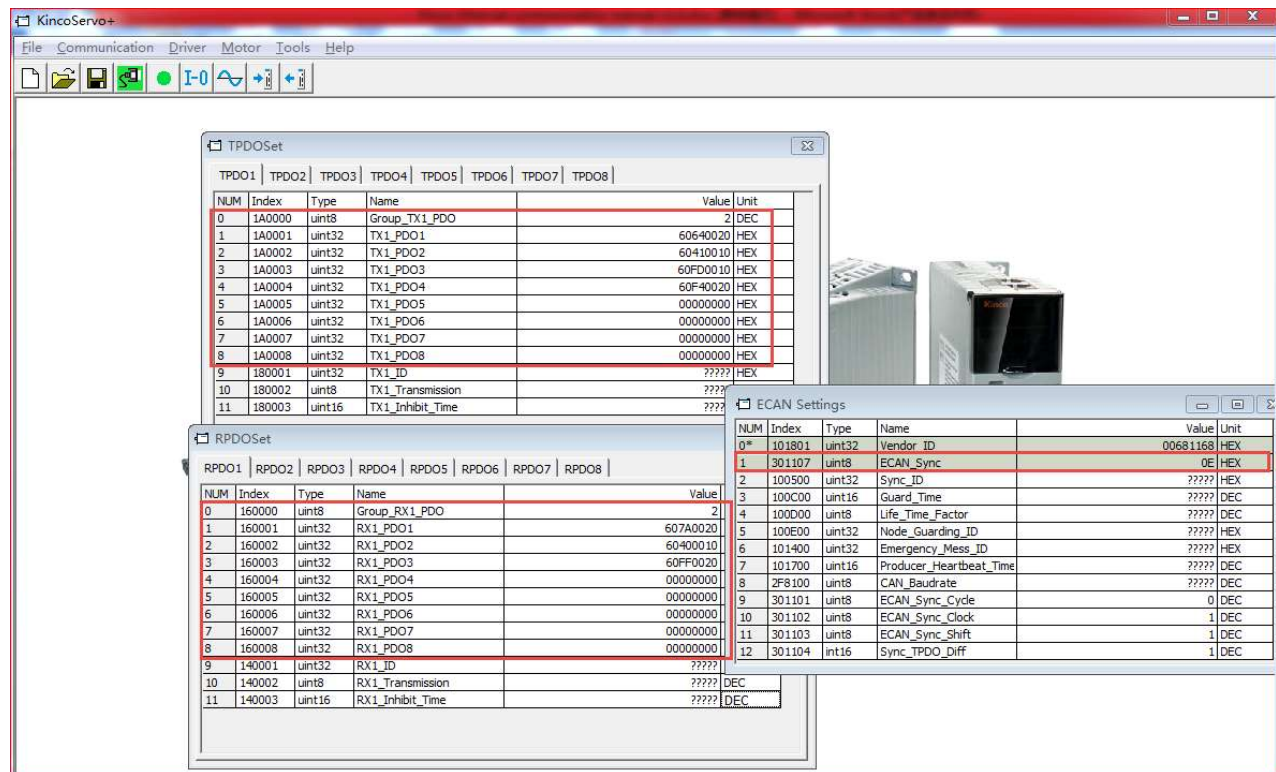 KincoServo+
File Communication Driver Motor Tools Help
I-0
TPDOSet
TPDO1 TPDO2 TPDO3 TPDO4 TPDO5 TPDO6 TPDO7 TPDO8
NUM Index Type Name Value Unit
0 1A0000 uint8 Group_TX1_PDO 2 DEC
1 1A0001 uint32 TX1_PDO1 60640020 HEX
2 1A0002 uint32 TX1_PDO2 60410010 HEX
3 1A0003 uint32 TX1_PDO3 60FD0010 HEX
4 1A0004 uint32 TX1_PDO4 60F40020 HEX
5 1A0005 uint32 TX1_PDO5 00000000 HEX
6 1A0006 uint32 TX1_PDO6 00000000 HEX
7 1A0007 uint32 TX1_PDO7 00000000 HEX
8 1A0008 uint32 TX1_PDO8 00000000 HEX
9 180001 uint32 TX1_ID ????? HEX
10 180002 uint8 TX1_Transmission ????
11 180003 uint16 TX1_Inhibit_Time ????
Kinco
RPDOSet
RPDO1 RPDO2 RPDO3 RPDO4 RPDO5 RPDO6 RPDO7 RPDO8
NUM Index Type Name Value
0 160000 uint8 Group_RX1_PDO 2
1 160001 uint32 RX1_PDO1 607A0020
2 160002 uint32 RX1_PDO2 60400010
3 160003 uint32 RX1_PDO3 60FF0020
4 160004 uint32 RX1_PDO4 00000000
5 160005 uint32 RX1_PDO5 00000000
6 160006 uint32 RX1_PDO6 00000000
7 160007 uint32 RX1_PDO7 00000000
8 160008 uint32 RX1_PDO8 00000000
9 140001 uint32 RX1_ID ?????
10 140002 uint8 RX1_Transmission ????? DEC
11 140003 uint16 RX1_Inhibit_Time ????? DEC
ECAN Settings
NUM Index Type Name Value Unit
0* 101801 uint32 Vendor ID 00681168 HEX
1 301107 uint8 ECAN_Sync 0E HEX
2 100500 uint32 Sync_ID ????? HEX
3 100C00 uint16 Guard_Time ????? DEC
4 100D00 uint8 Life_Time_Factor ????? DEC
5 100E00 uint32 Node_Guarding_ID ????? HEX
6 101400 uint32 Emergency_Mess_ID ????? HEX
7 101700 uint16 Producer_Heartbeat_Time ????? DEC
8 2F8100 uint8 CAN_Baudrate ????? DEC
9 301101 uint8 ECAN_Sync_Cycle 0 DEC
10 301102 uint8 ECAN_Sync_Clock 1 DEC
11 301103 uint8 ECAN_Sync_Shift 1 DEC
12 301104 int16 Sync_TPDO_Diff 1 DEC